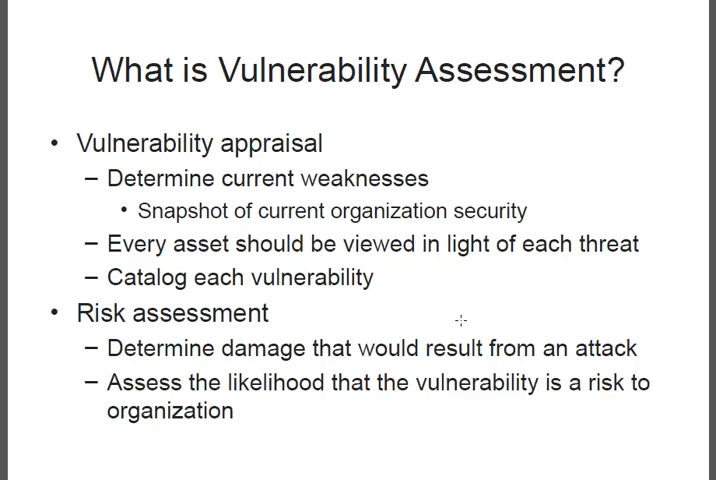 What is Vulnerability Assessment?
• Vulnerability appraisal
– Determine current weaknesses
• Snapshot of current organization security
– Every asset should be viewed in light of each threat
– Catalog each vulnerability
• Risk assessment
– Determine damage that would result from an attack
– Assess the likelihood that the vulnerability is a risk to
organization